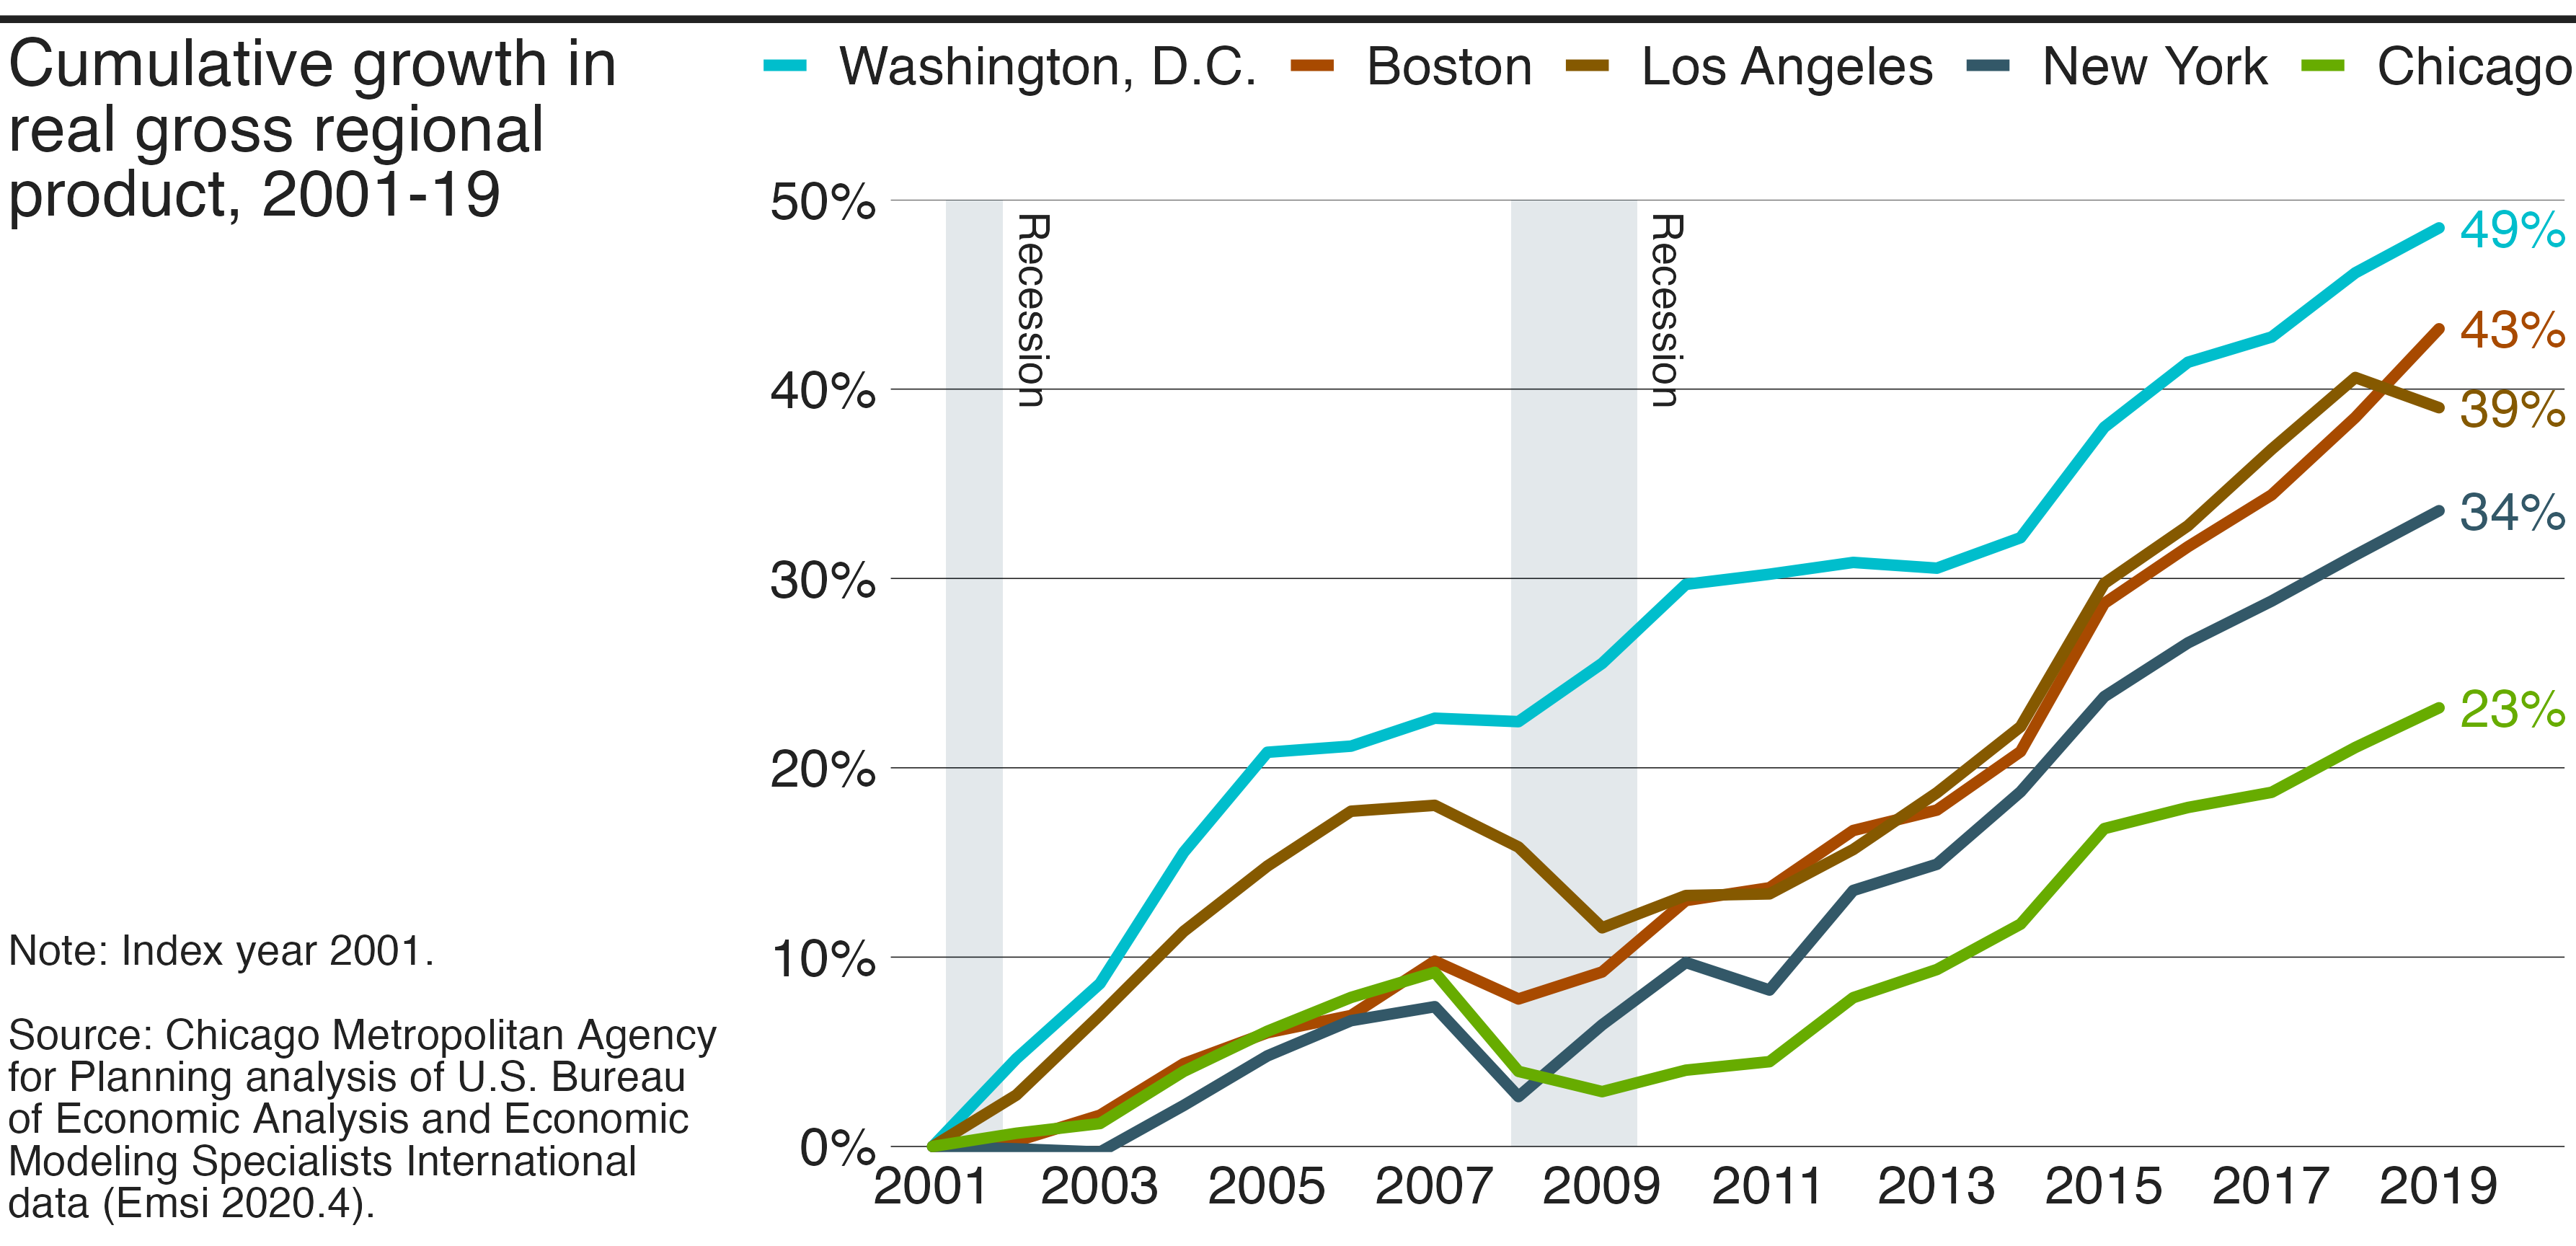 Cumulative growth in
real gross regional
product, 2001-19
Washington, D.C. Boston Los Angeles New York Chicago
50%
40%
30%
20%
10%
0%
Recession
Recession
49%
43%
39%
34%
23%
2001 2003 2005 2007 2009 2011 2013 2015 2017 2019
Note: Index year 2001.
Source: Chicago Metropolitan Agency
for Planning analysis of U.S. Bureau
of Economic Analysis and Economic
Modeling Specialists International
data (Emsi 2020.4).